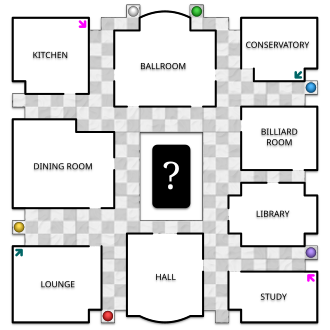 KITCHEN
BALLROOM
CONSERVATORY
BILLIARD
ROOM
DINING ROOM
?
LIBRARY
LOUNGE
HALL
STUDY